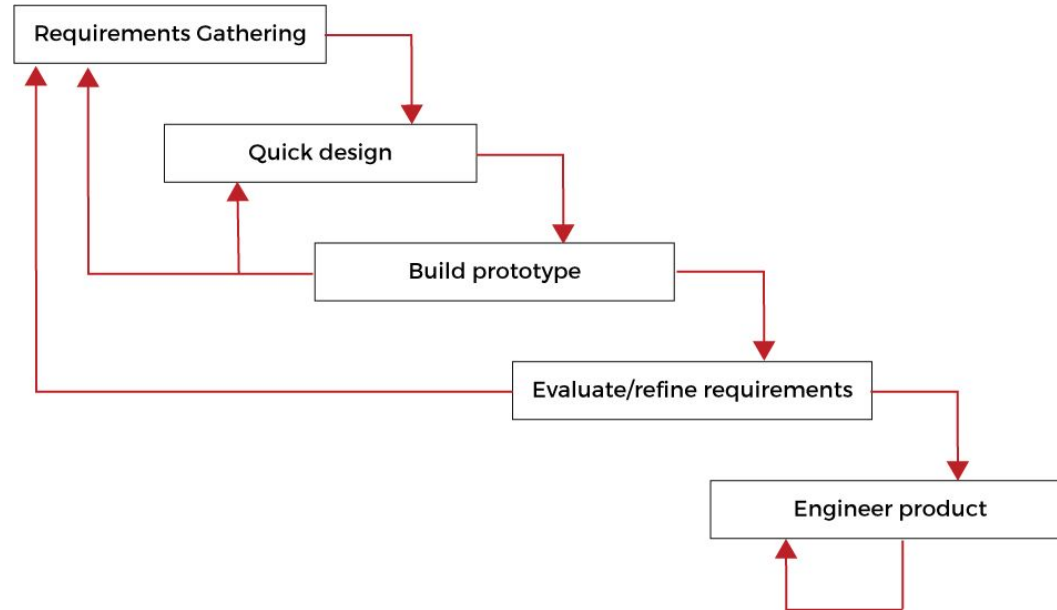 Requirements Gathering
Quick design
Build prototype
Evaluate/refine requirements
Engineer product